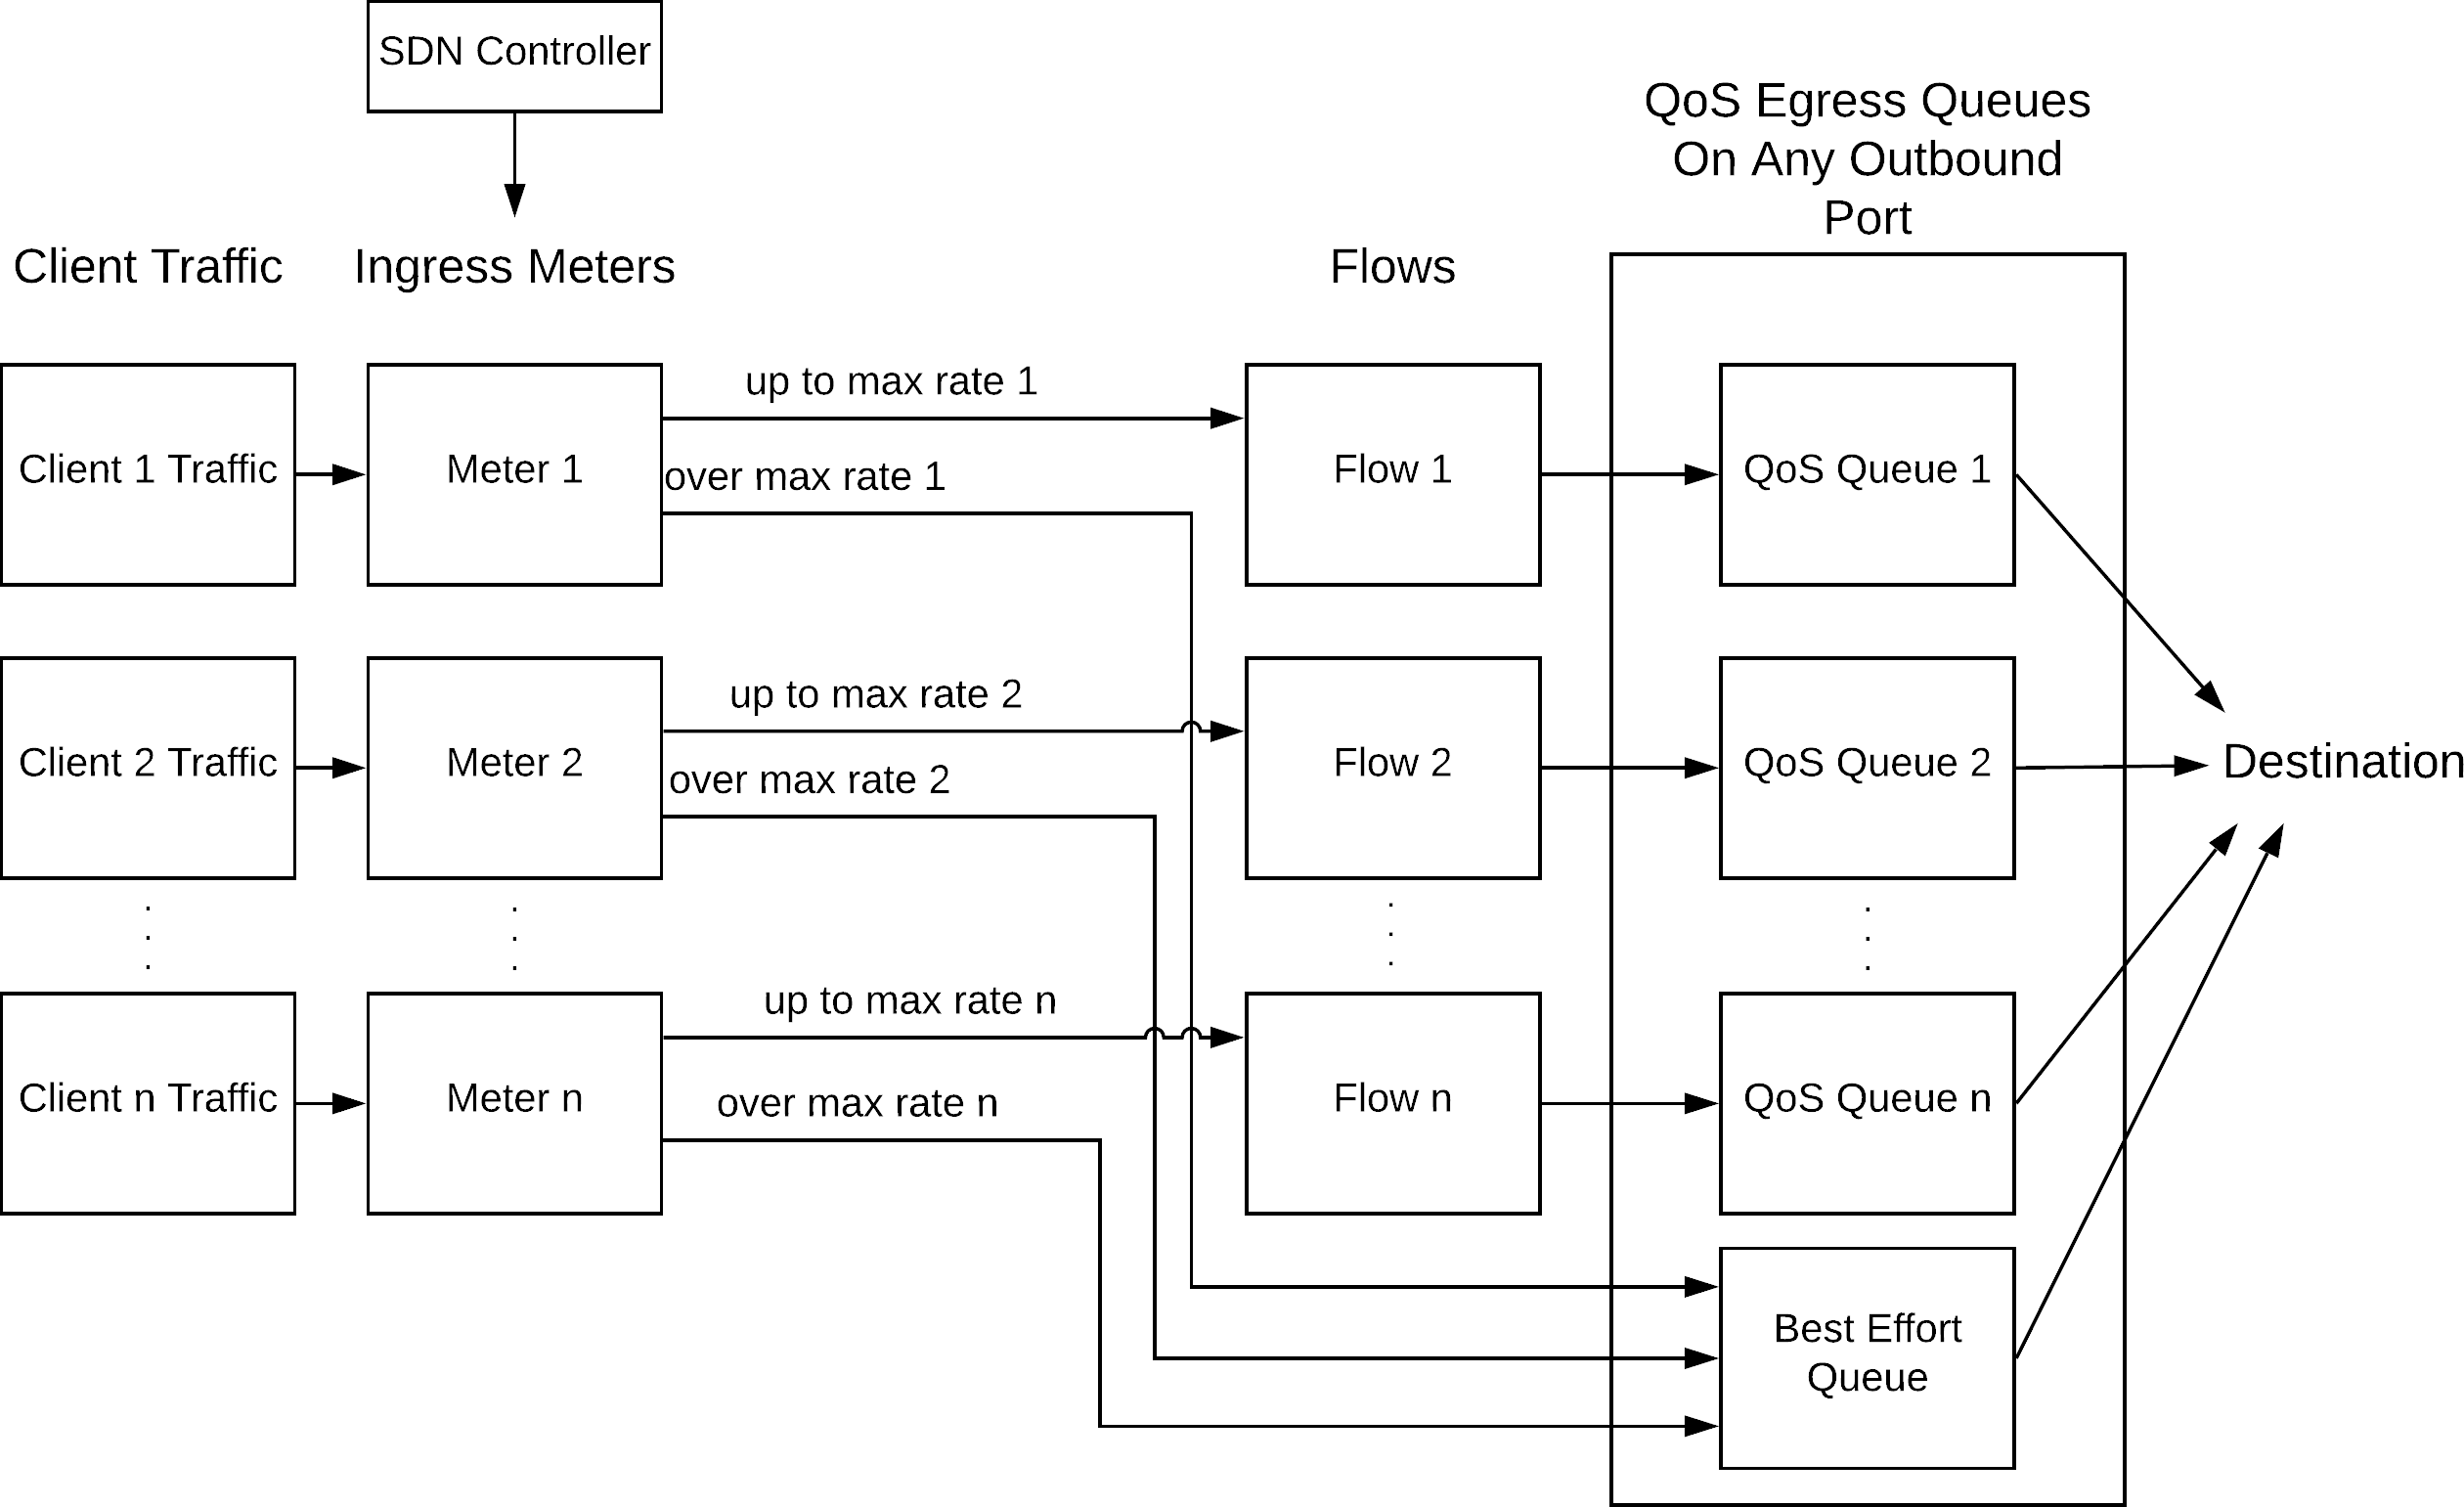 SDN Controller
QoS Egress Queues
On Any Outbound
Port
Client Traffic
Ingress Meters
Flows
Client 1 Traffic
Meter 1
up to max rate 1
over max rate 1
Flow 1
QoS Queue 1
Client 2 Traffic
Meter 2
up to max rate 2
over max rate 2
Flow 2
QoS Queue 2
Destination
Client n Traffic
Meter n
up to max rate n
over max rate n
Flow n
QoS Queue n
Best Effort
Queue